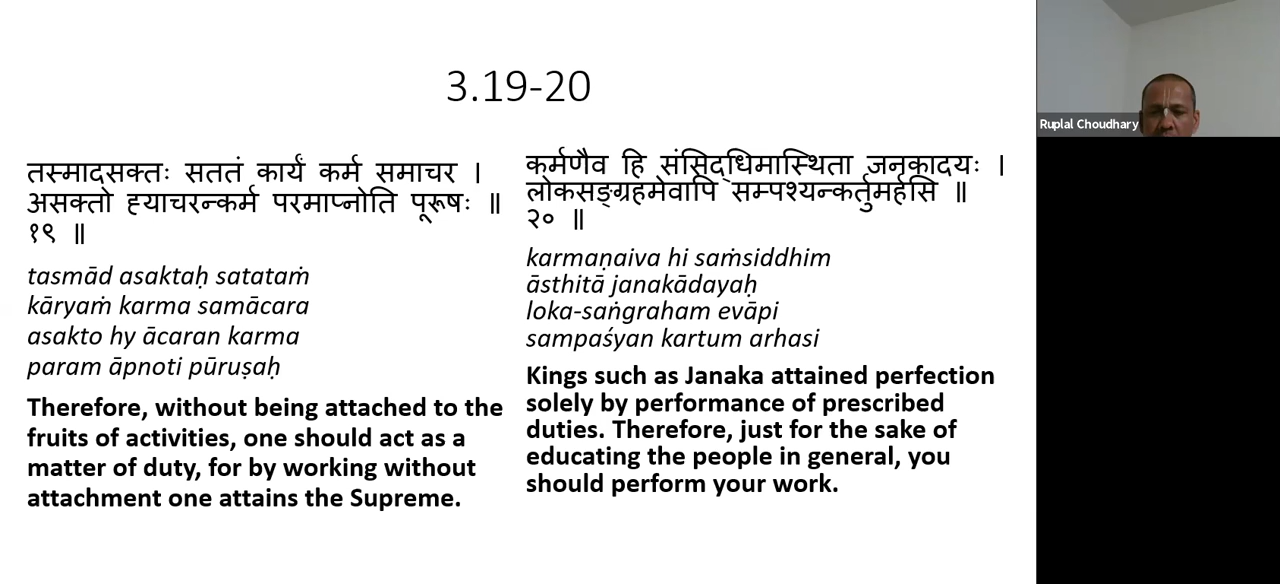 3.19-20
तस्मादसक्तः सततं कार्यं कर्म समाचर ।
असक्तो ह्याचरन्कर्म परमाप्नोति पूरूषः ॥
१९ ॥
tasmād asaktaḥ satataṁ
kāryaṁ karma samācara
asakto hy ācaran karma
param āpnoti pūruṣaḥ
Therefore, without being attached to the
fruits of activities, one should act as a
matter of duty, for by working without
attachment one attains the Supreme.
कर्मणैव हि संसिद्धिमास्थिता जनकादयः ।
लोकसङ्ग्रहमेवापि सम्पश्यन्कर्तुमर्हसि ॥
२० ॥
karmaṇaiva hi saṁsiddhim
āsthitā janakādayaḥ
loka-saṅgraham evāpi
sampaśyan kartum arhasi
Kings such as Janaka attained perfection
solely by performance of prescribed
duties. Therefore, just for the sake of
educating the people in general, you
should perform your work.
Ruplal Choudhary